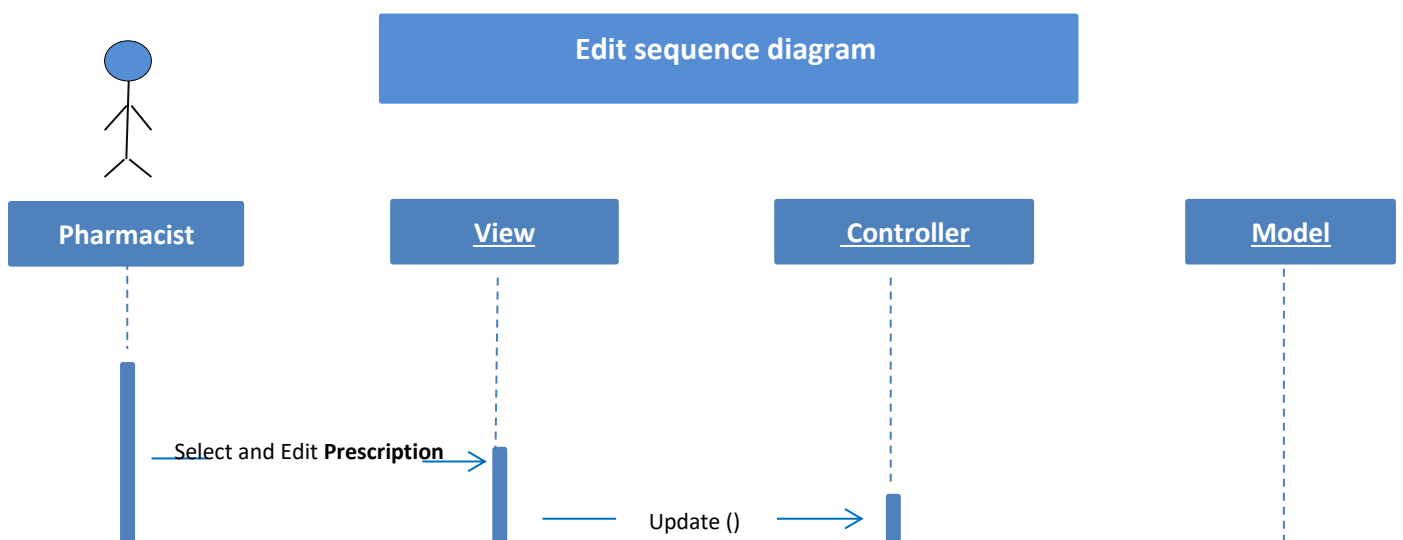 Edit sequence diagram
Pharmacist
View
Controller
Model
Select and Edit Prescription
Update ()